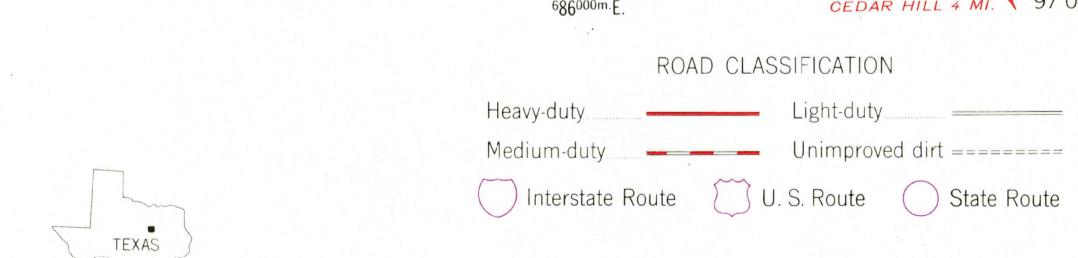 686000m.E.
CEDAR HILL 4 MI.
ROAD CLASSIFICATION
Heavy-duty Light-duty
Medium-duty Unimproved dirt
Interstate Route U. S. Route State Route
TEXAS